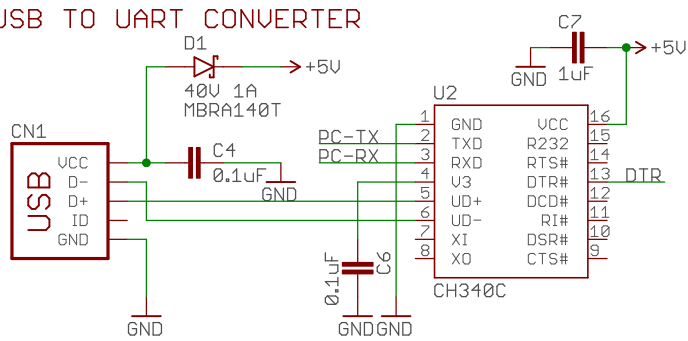 USB TO UART CONVERTER
D1
+5V
40V 1A
MBRA140T
C7
1uF
GND
+5V
CN1
USB
VCC
D-
D+
ID
GND
C4
0.1uF
GND
GND
PC-TX
PC-RX
0.1uF
C6
GND
GND
U2
1 GND VCC 16
2 TXD R232 15
3 RXD RTS# 14
4 V3 DTR# 13 DTR
5 UD+ DCD# 12
6 UD- RI# 11
7 XI DSR# 10
8 XO CTS# 9
CH340C